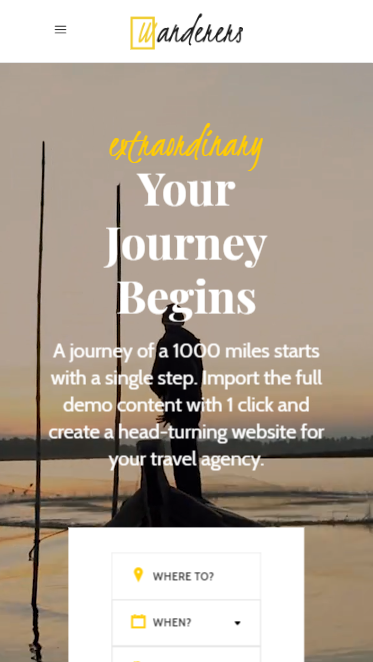 Wanderers
extraordinary
Your
Journey
Begins
A journey of a 1000 miles starts
with a single step. Import the full
demo content with 1 click and
create a head-turning website for
your travel agency.
WHERE TO?
WHEN?